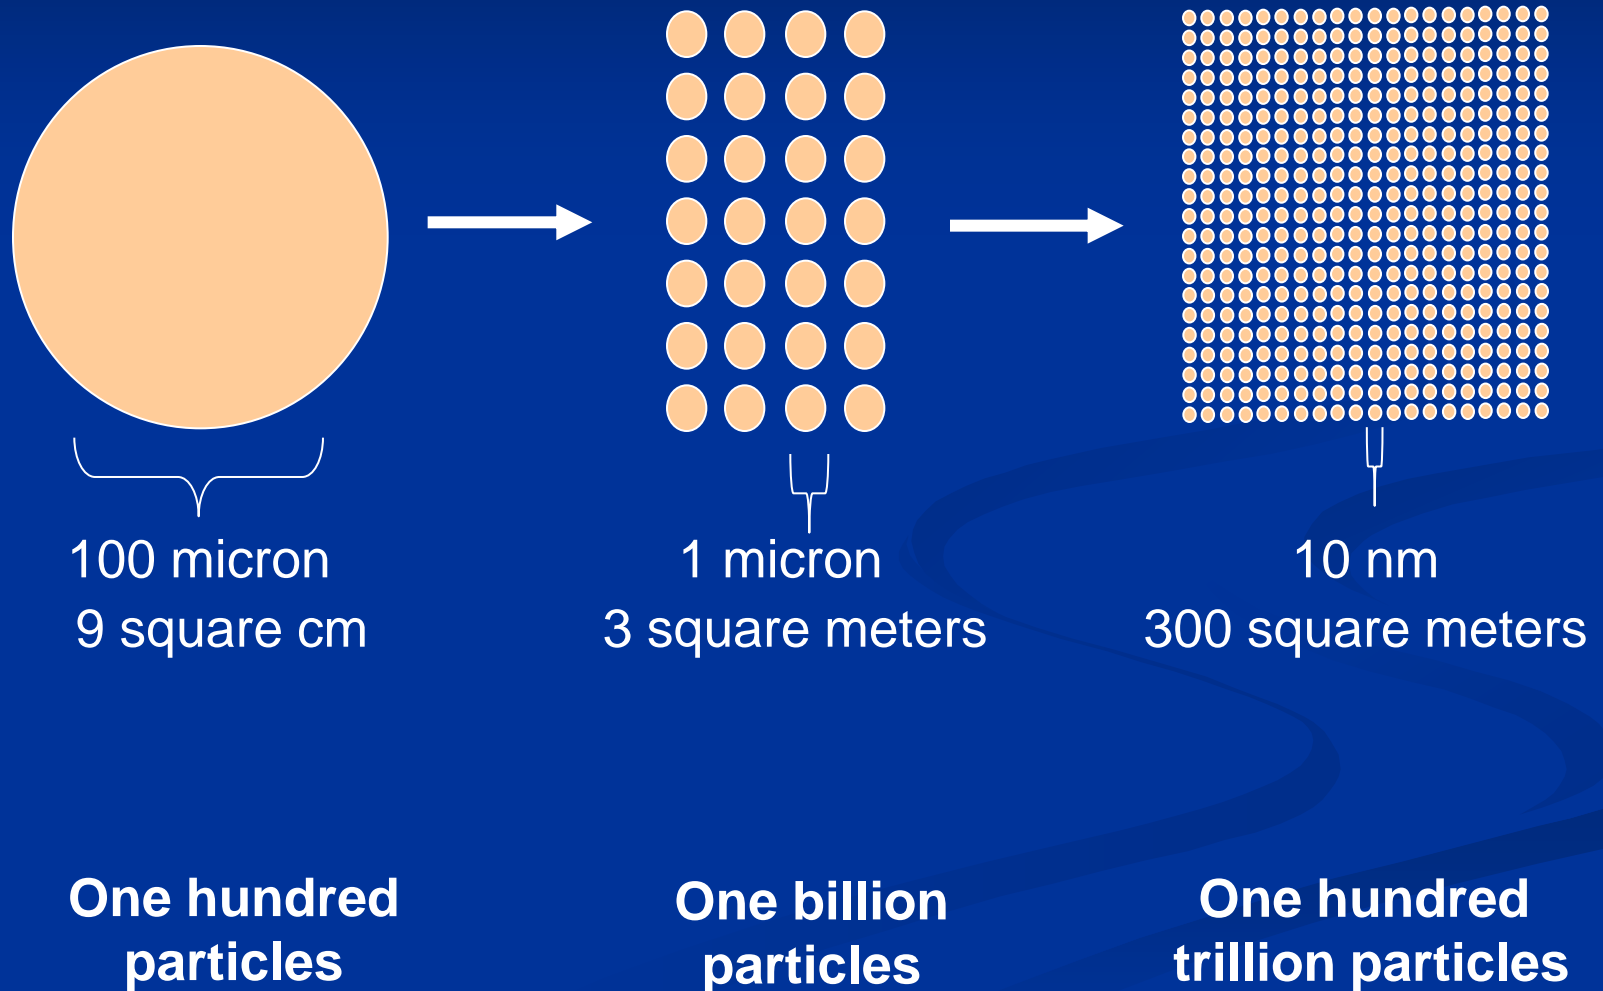 100 micron
9 square cm
1 micron
3 square meters
10 nm
300 square meters
One hundred
particles
One billion
particles
One hundred
trillion particles